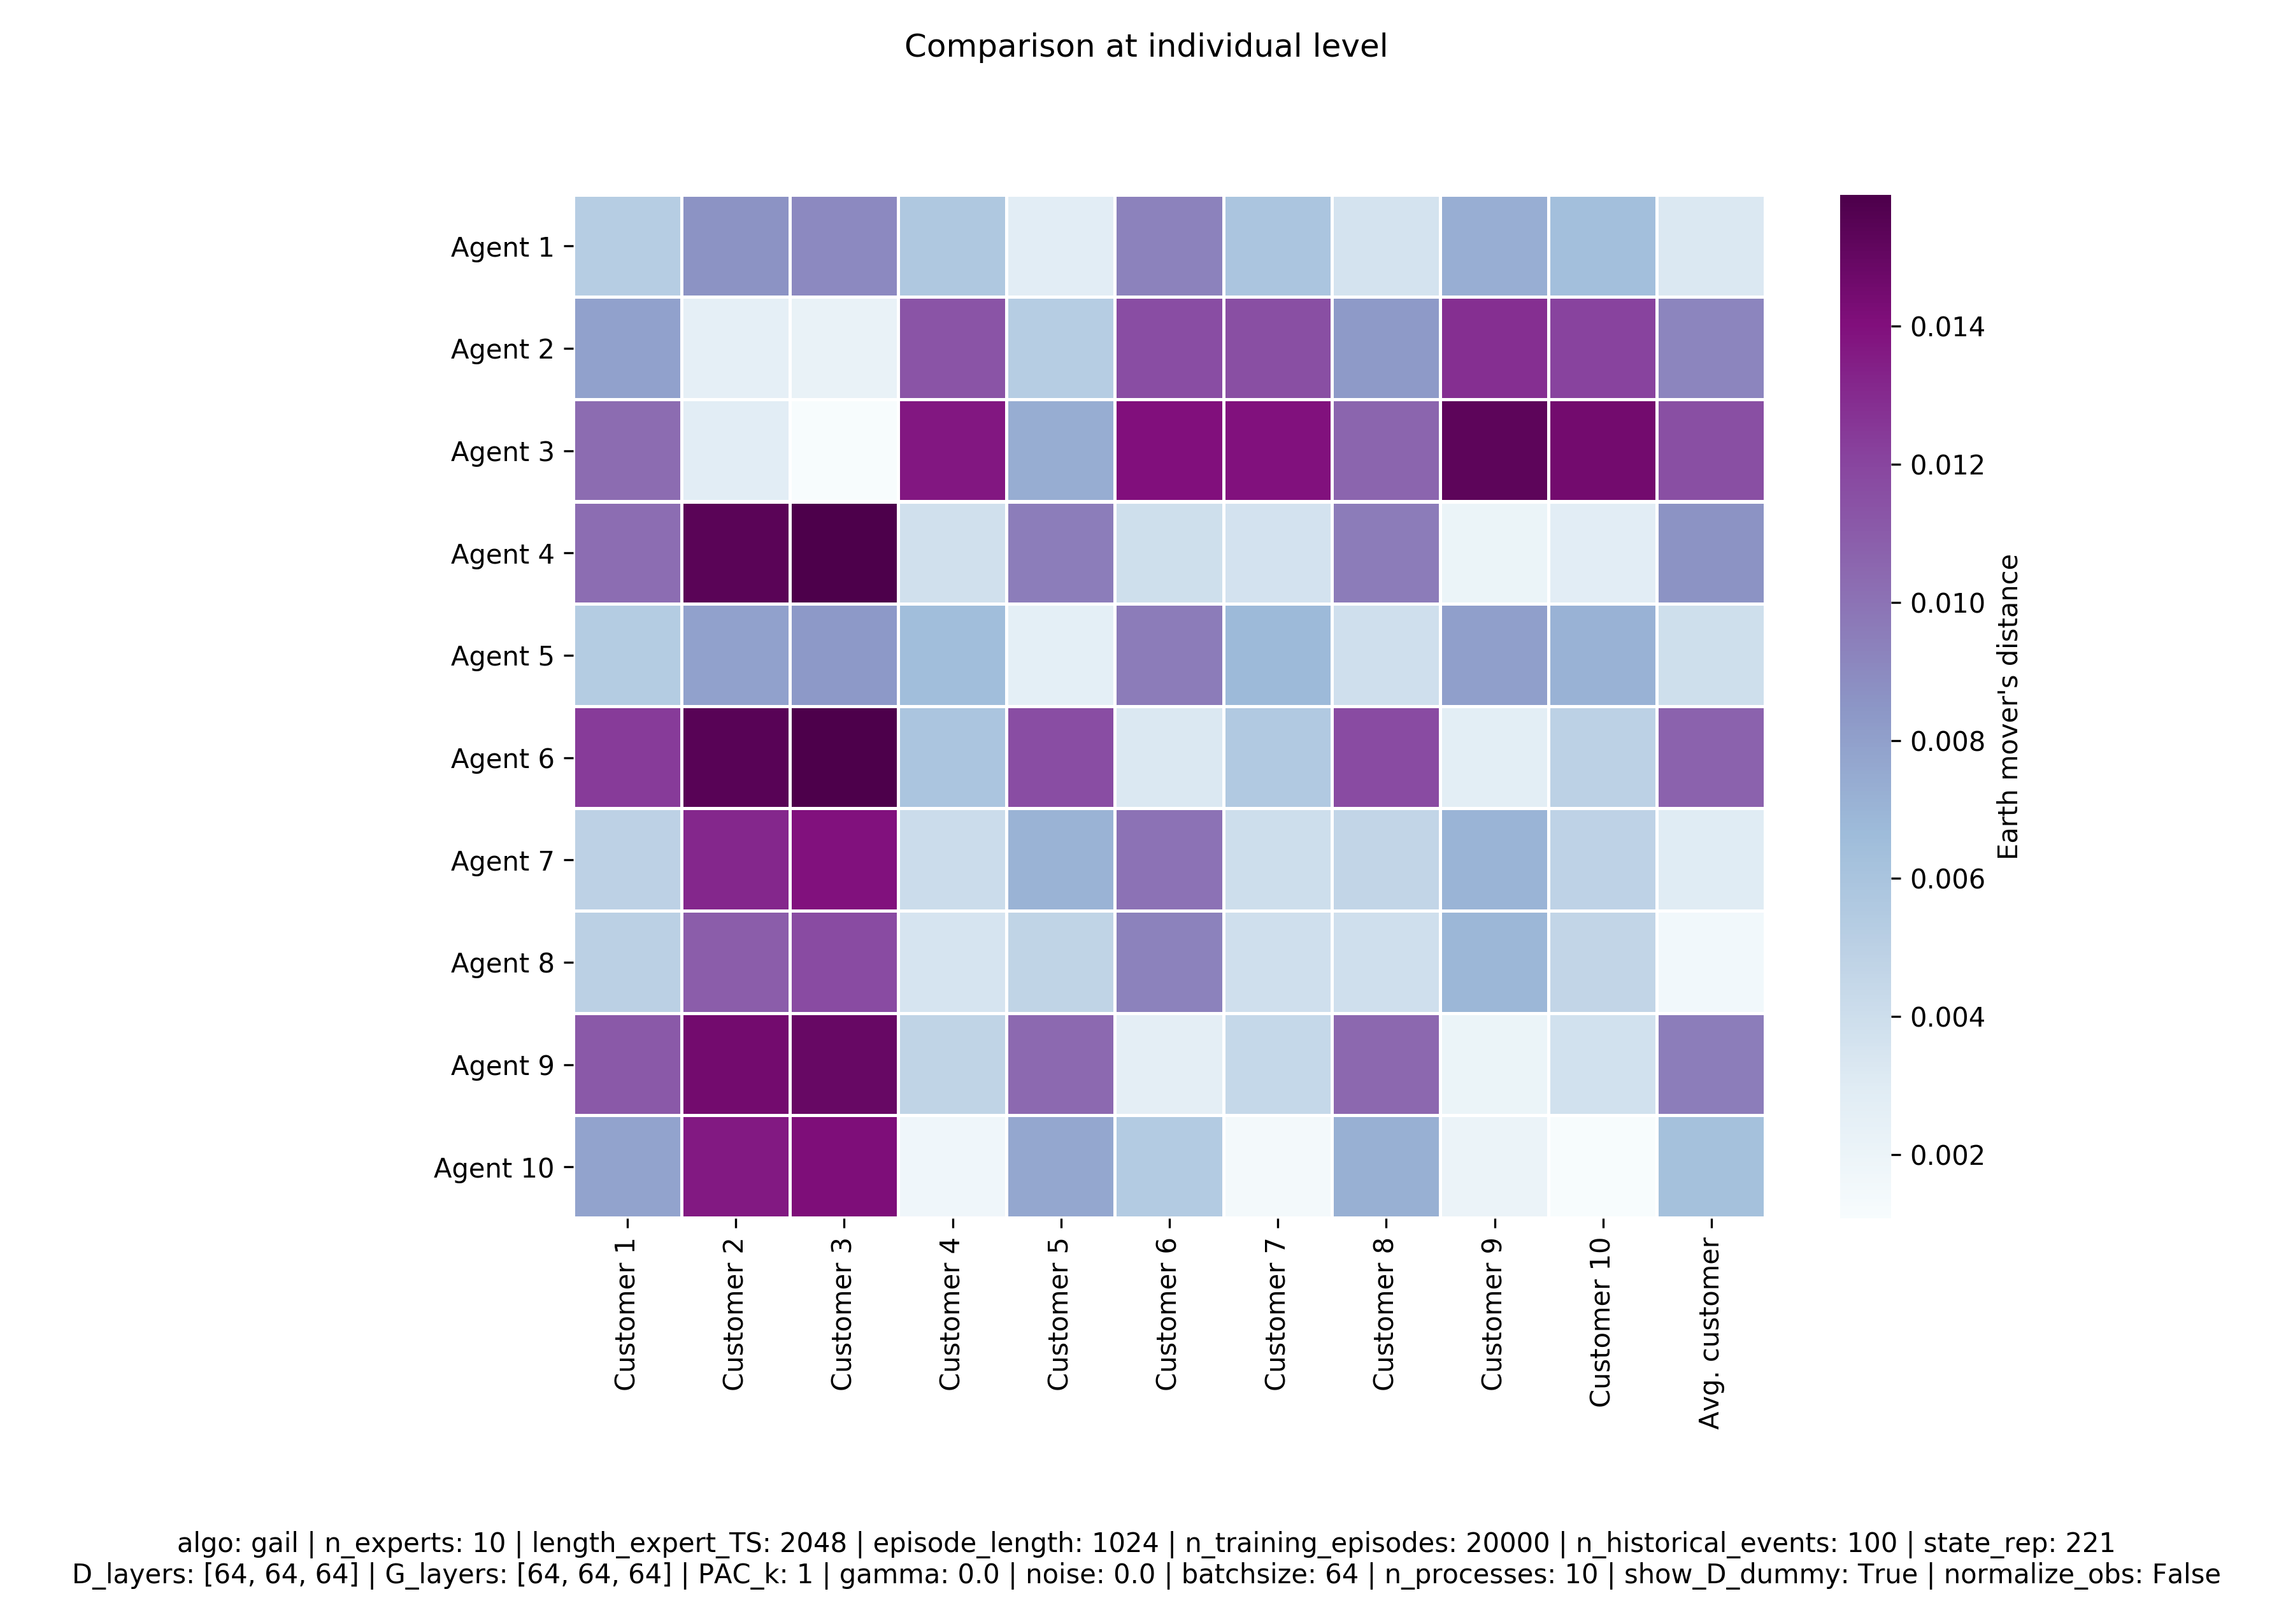 Comparison at individual level
Agent 1
Agent 2
Agent 3
Agent 4
Agent 5
Agent 6
Agent 7
Agent 8
Agent 9
Agent 10
Customer 1
Customer 2
Customer 3
Customer 4
Customer 5
Customer 6
Customer 7
Customer 8
Customer 9
Customer 10
Avg. customer
0.014
0.012
0.010
0.008
0.006
0.004
0.002
Earth mover's distance
algo: gail | n_experts: 10 | length_expert_TS: 2048 | episode_length: 1024 | n_training_episodes: 20000 | n_historical_events: 100 | state_rep: 221
D_layers: [64, 64, 64] | G_layers: [64, 64, 64] | PAC_k: 1 | gamma: 0.0 | noise: 0.0 | batchsize: 64 | n_processes: 10 | show_D_dummy: True | normalize_obs: False